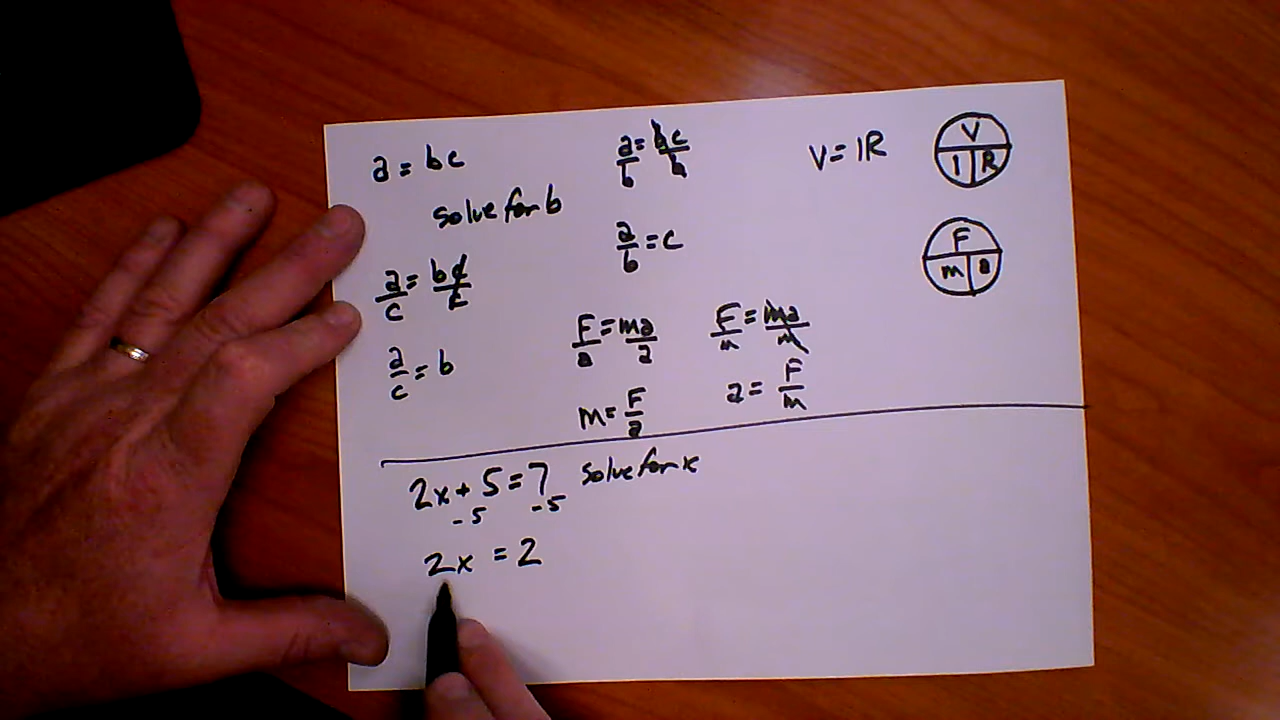 a = bc
solve for b
a/c = bc/c
a/c = b
a/b = bc/b
a/b = c
V = IR
V
I R
F
m a
F/a = ma/a
m = F/a
F/m = ma/m
a = F/m
2x + 5 = 7 solve for x
-5 -5
2x = 2